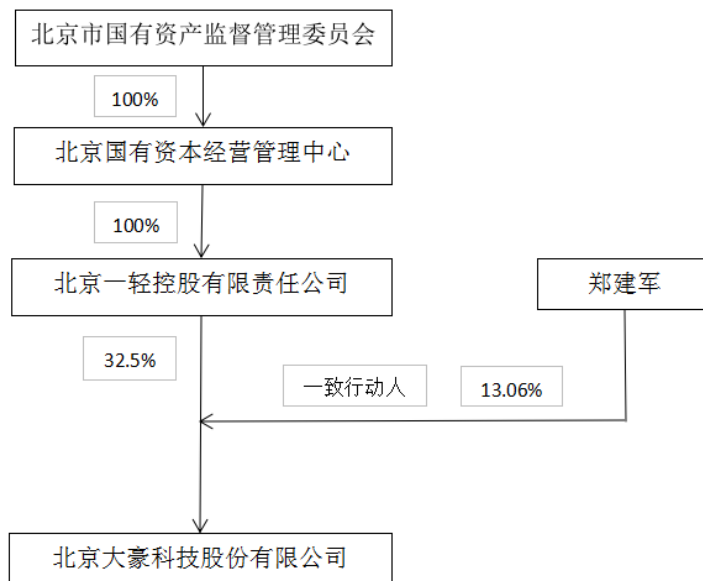 北京市国有资产监督管理委员会
100%
北京国有资本经营管理中心
100%
北京一轻控股有限责任公司
郑建军
32.5%
一致行动人
13.06%
北京大豪科技股份有限公司